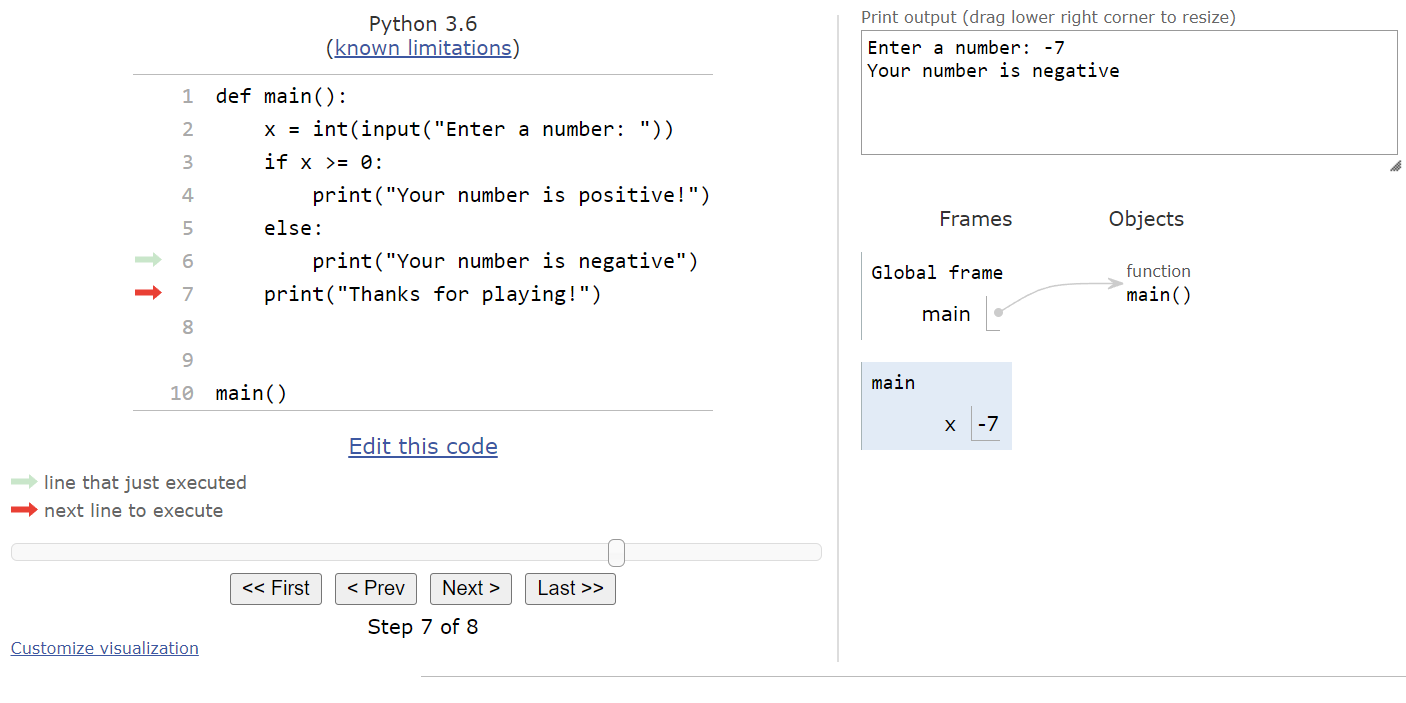 Python 3.6
(known limitations)
1 def main():
2     x = int(input("Enter a number: "))
3     if x >= 0:
4         print("Your number is positive!")
5     else:
6         print("Your number is negative")
7     print("Thanks for playing!")
8
9
10 main()
Edit this code
line that just executed
next line to execute
<< First < Prev Next > Last >>
Step 7 of 8
Customize visualization
Print output (drag lower right corner to resize)
Enter a number: -7
Your number is negative
Frames Objects
Global frame
main
function
main()
main
x -7